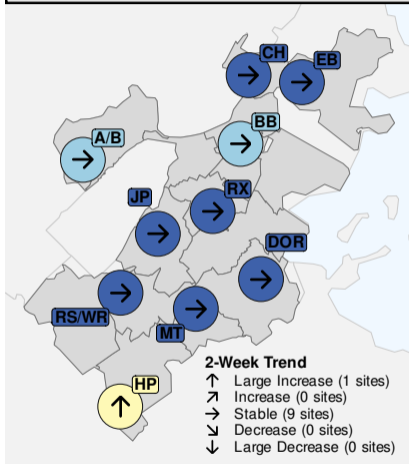 CH
EB
A/B
BB
JP
RX
DOR
RS/WR
MT
HP
2-Week Trend
↑ Large Increase (1 sites)
↗ Increase (0 sites)
→ Stable (9 sites)
↘ Decrease (0 sites)
↓ Large Decrease (0 sites)